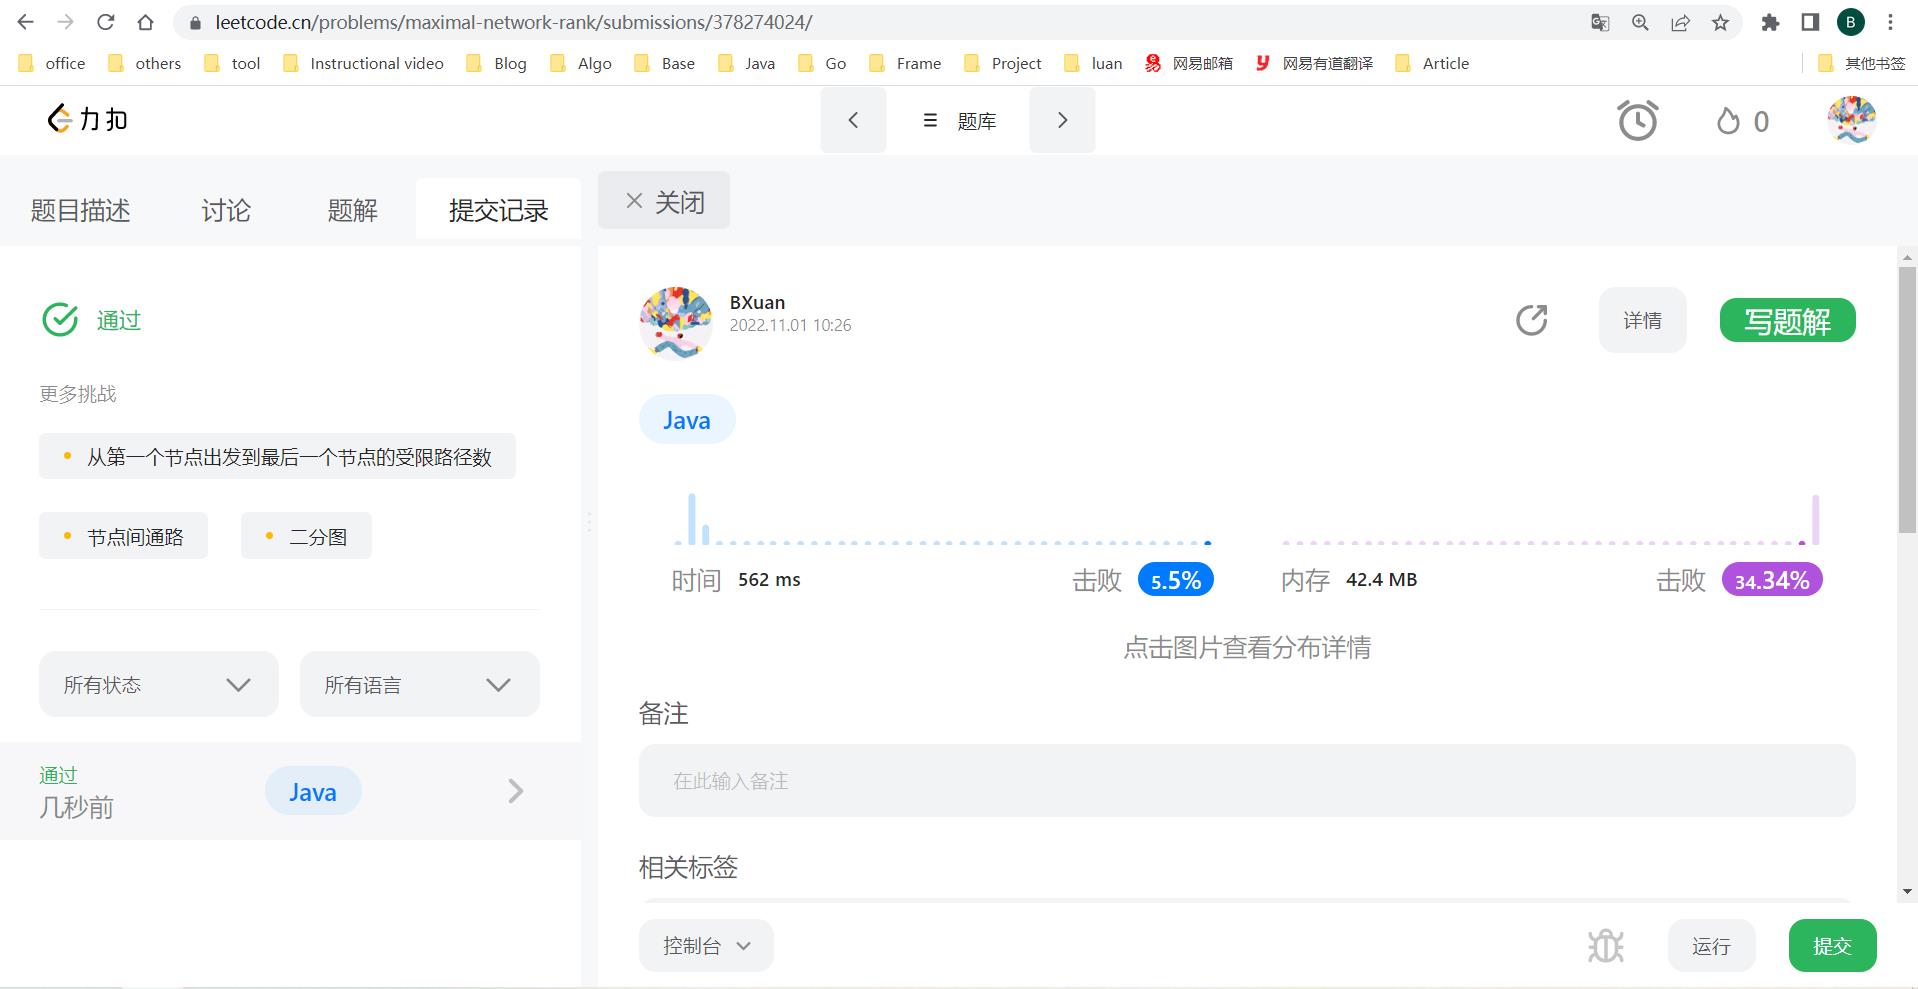 leetcode.cn/problems/maximal-network-rank/submissions/378274024/
B
office others tool Instructional video Blog Algo Base Java Go Frame Project luan 网易邮箱 网易有道翻译 Article 其他书签
力扣 题库 0
题目描述 讨论 题解 提交记录 关闭
通过
更多挑战
从第一个节点出发到最后一个节点的受限路径数
节点间通路 二分图
所有状态 所有语言
通过
几秒前
Java
BXuan
2022.11.01 10:26
详情 写题解
Java
时间 562 ms 击败 5.5% 内存 42.4 MB 击败 34.34%
点击图片查看分布详情
备注
在此输入备注
相关标签
控制台 运行 提交